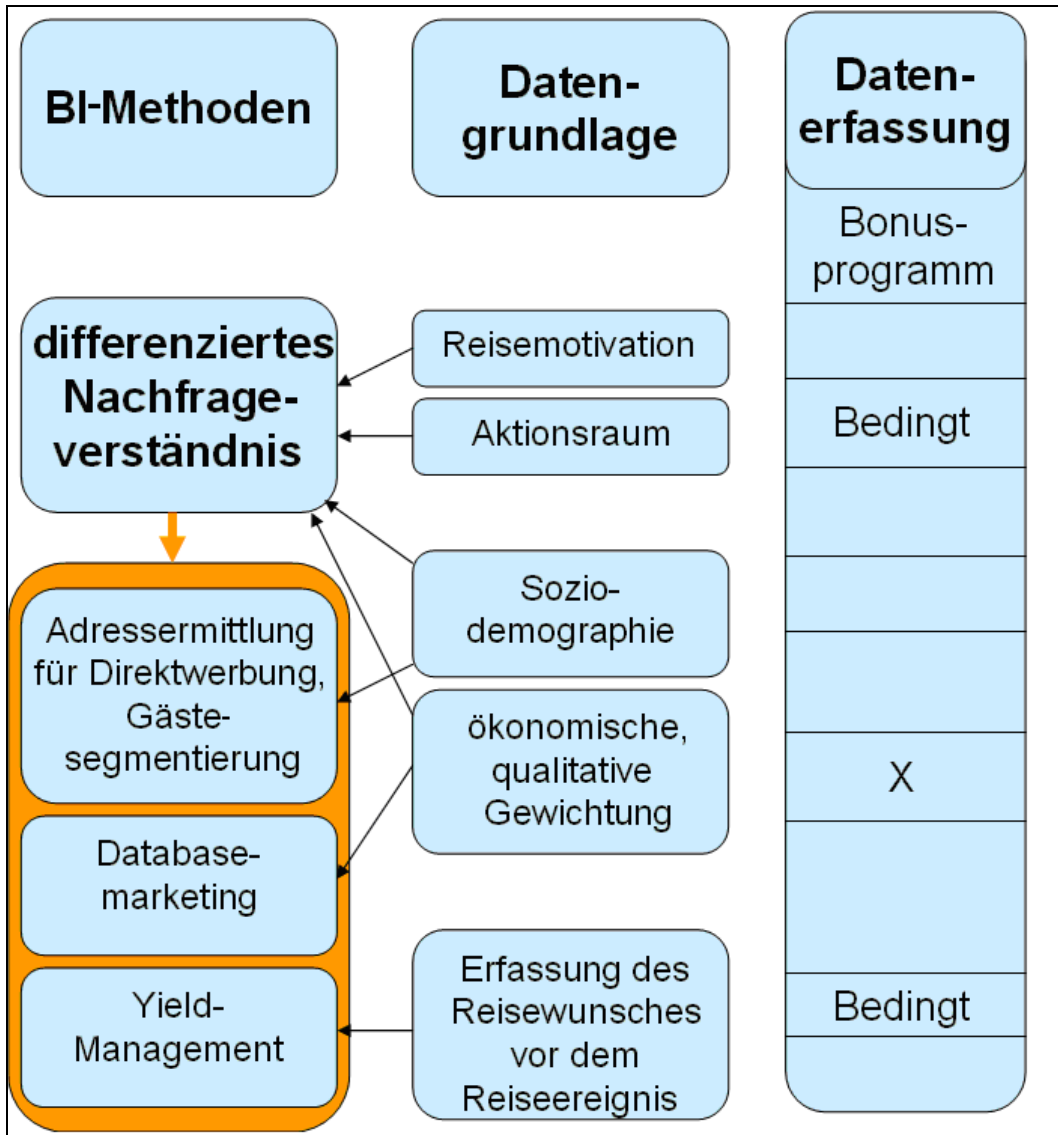 BI-Methoden
Daten-
grundlage
Daten-
erfassung
Bonus-
programm
differenziertes
Nachfrage-
verständnis
Reisemotivation
Aktionsraum
Bedingt
Sozio-
demographie
Adressermittlung
für Direktwerbung,
Gäste-
segmentierung
ökonomische,
qualitative
Gewichtung
X
Database-
marketing
Yield-
Management
Erfassung des
Reisewunsches
vor dem
Reiseereignis
Bedingt